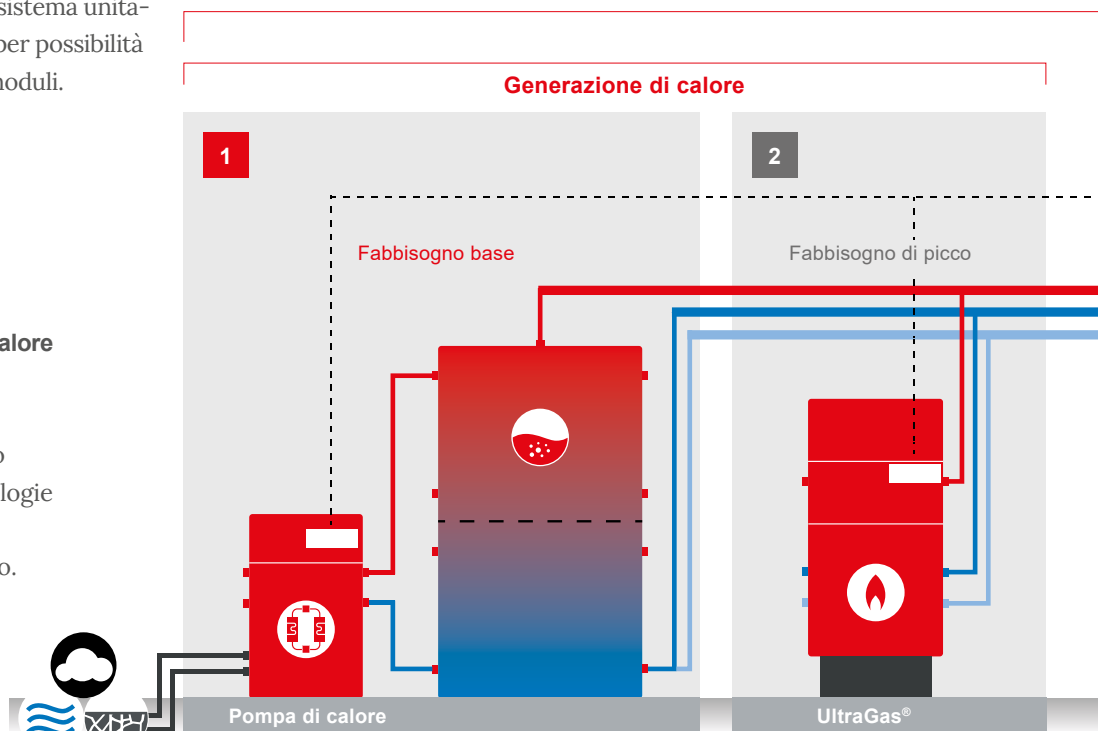 sistema unita-
per possibilità
moduli.
Generazione di calore
1
2
Fabbisogno base
Fabbisogno di picco
alore
o
logie
o.
Pompa di calore
UltraGas®